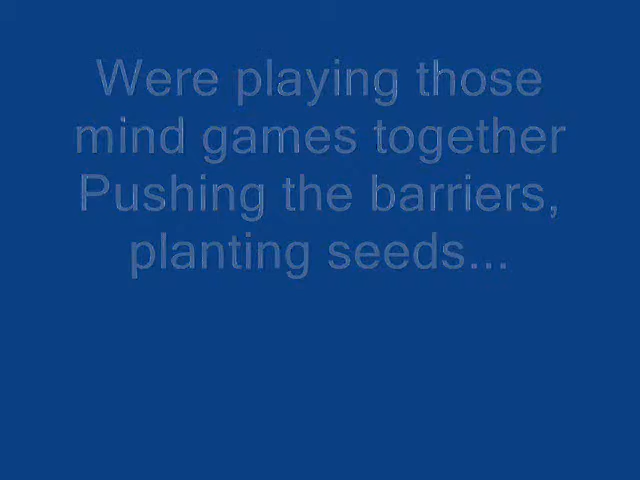 Were playing those
mind games together
Pushing the barriers,
planting seeds...